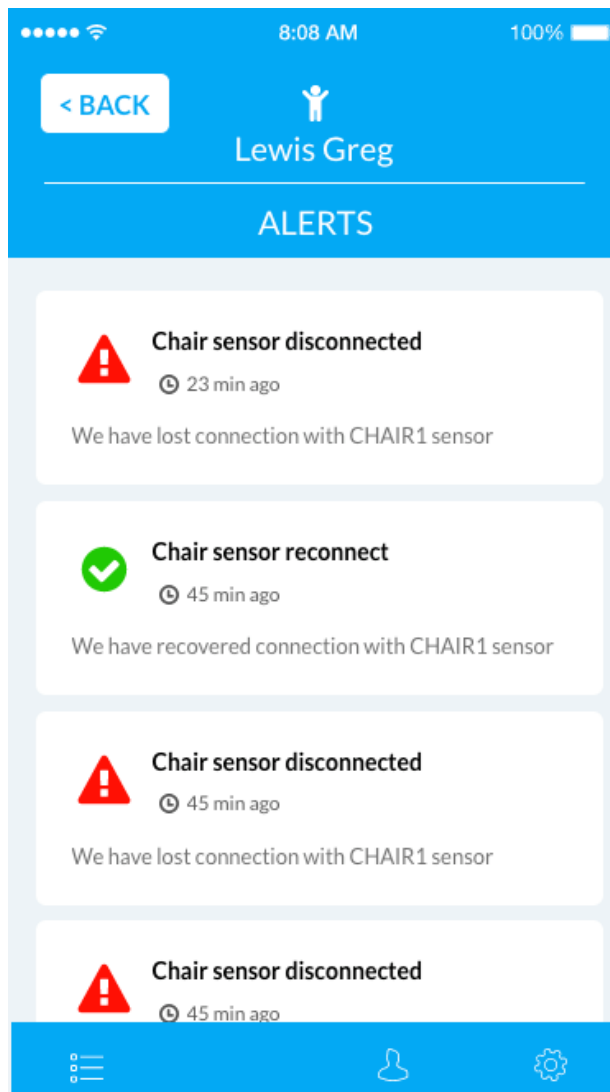 8:08 AM 100%
< BACK
Lewis Greg
ALERTS
Chair sensor disconnected
23 min ago
We have lost connection with CHAIR1 sensor
Chair sensor reconnect
45 min ago
We have recovered connection with CHAIR1 sensor
Chair sensor disconnected
45 min ago
We have lost connection with CHAIR1 sensor
Chair sensor disconnected
45 min ago